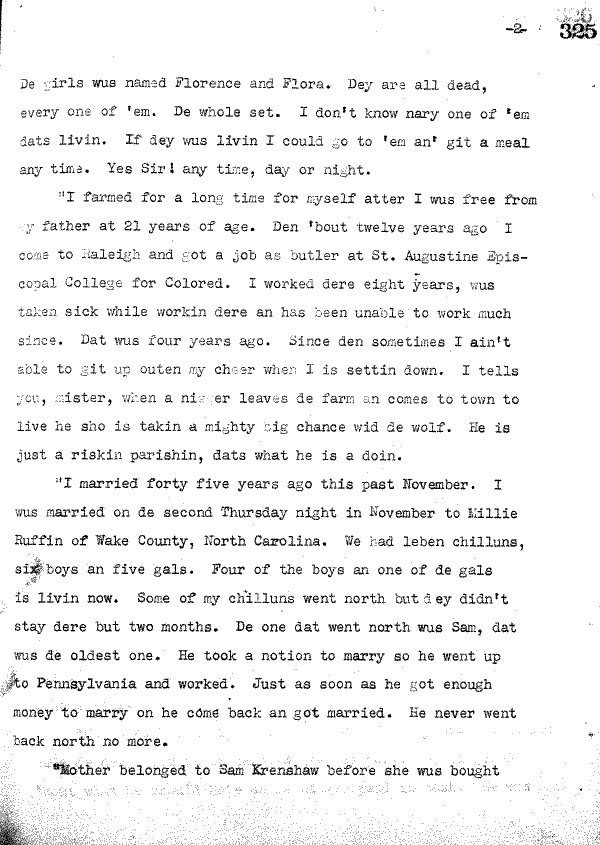 -2-
325
De girls wus named Florence and Flora. Dey are all dead,
every one of 'em. De whole set. I don't know nary one of 'em
dats livin. If dey wus livin I could go to 'em an' git a meal
any time. Yes Sir! any time, day or night.
"I farmed for a long time for myself atter I wus free from
my father at 21 years of age. Den 'bout twelve years ago I
come to Raleigh and got a job as butler at St. Augustine Epis-
copal College for Colored. I worked dere eight years, wus
taken sick while workin dere an has been unable to work much
since. Dat wus four years ago. Since den sometimes I ain't
able to git up outen my cheer when I is settin down. I tells
you, mister, when a nigger leaves de farm an comes to town to
live he sho is takin a mighty big chance wid de wolf. He is
just a riskin parishin, dats what he is a doin.
"I married forty five years ago this past November. I
wus married on de second Thursday night in November to Millie
Ruffin of Wake County, North Carolina. We had leben chilluns,
six boys an five gals. Four of the boys an one of de gals
is livin now. Some of my chilluns went north but dey didn't
stay dere but two months. De one dat went north wus Sam, dat
wus de oldest one. He took a notion to marry so he went up
to Pennsylvania and worked. Just as soon as he got enough
money to marry on he come back an got married. He never went
back north no more.
"Mother belonged to Sam Krenshaw before she wus bought